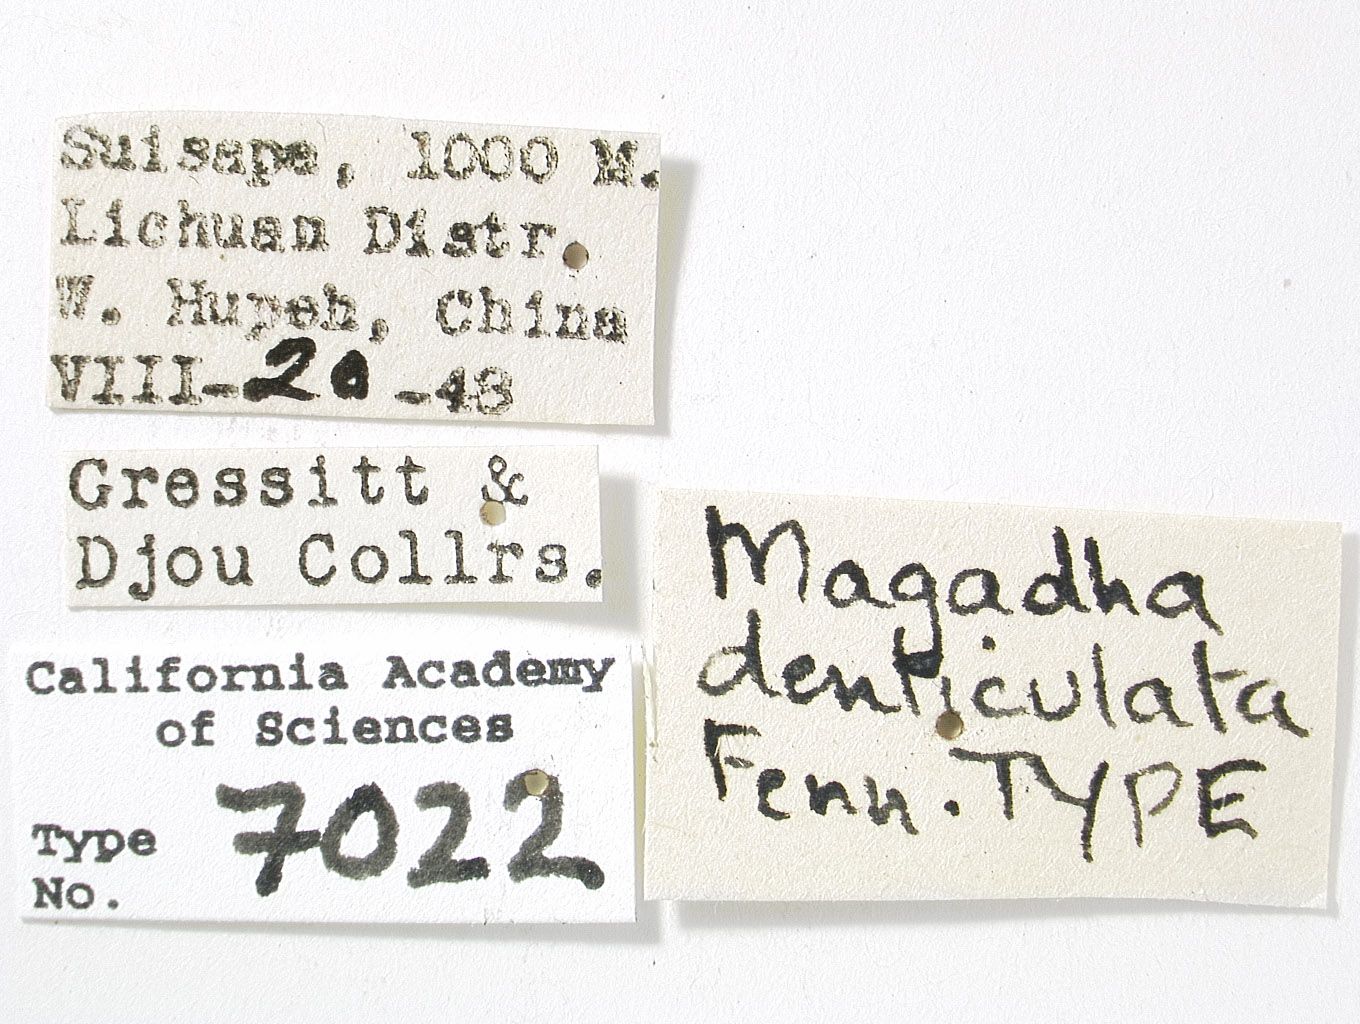 Suisapa, 1000 M.
Lichuan Distr.
W. Hupeh, China
VIII-20-48
Gressitt &
Djou Collrs.
California Academy
of Sciences
Type
No. 7022
Magadha
denticulata
Fenn. TYPE